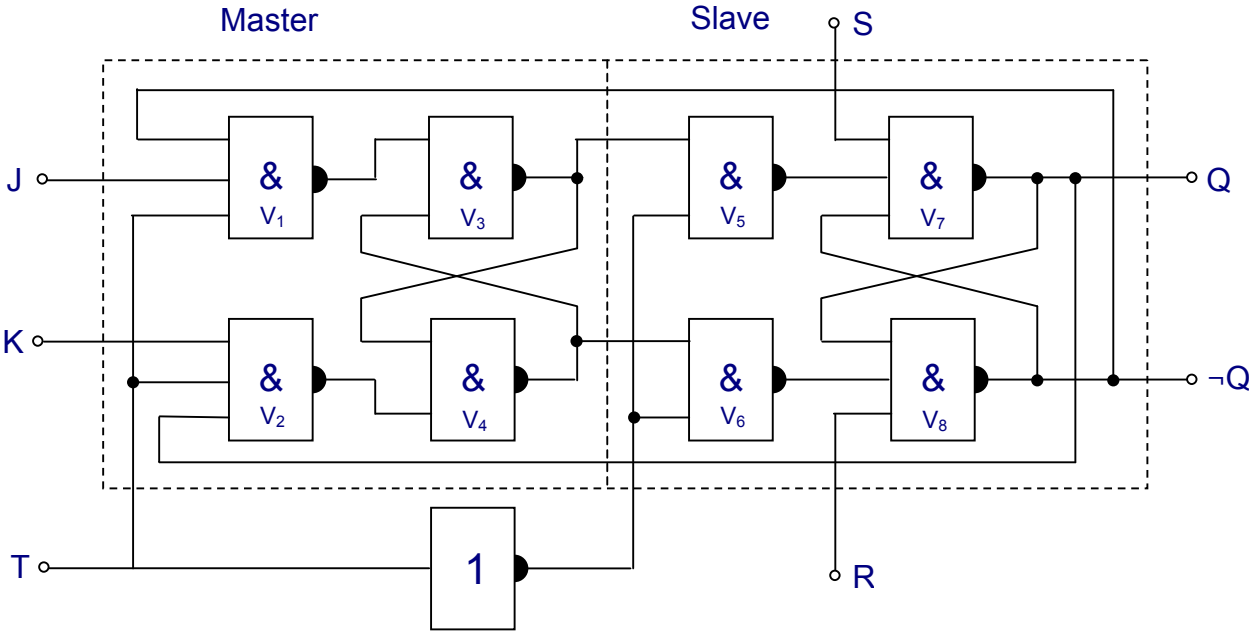 Master
Slave
S
J
&
V₁
&
V₃
&
V₅
&
V₇
Q
K
&
V₂
&
V₄
&
V₆
&
V₈
¬Q
T
1
R